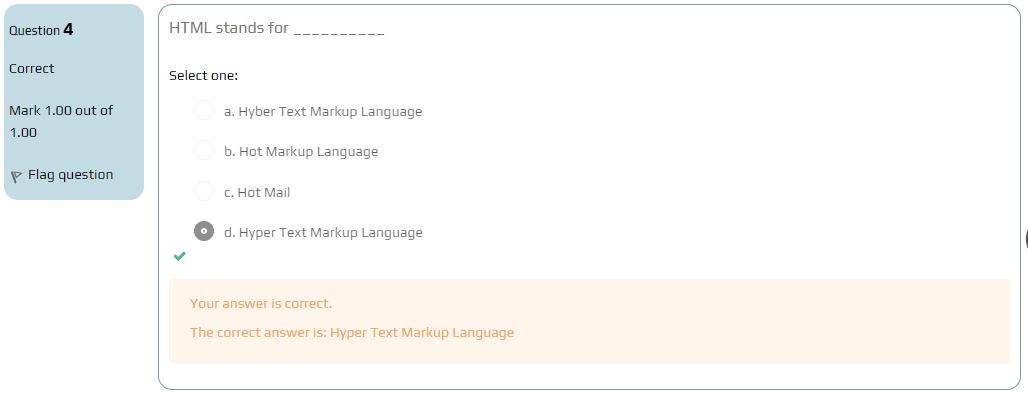 Question 4
Correct
Mark 1.00 out of
1.00
Flag question
HTML stands for __________
Select one:
a. Hyber Text Markup Language
b. Hot Markup Language
c. Hot Mail
d. Hyper Text Markup Language
Your answer is correct.
The correct answer is: Hyper Text Markup Language